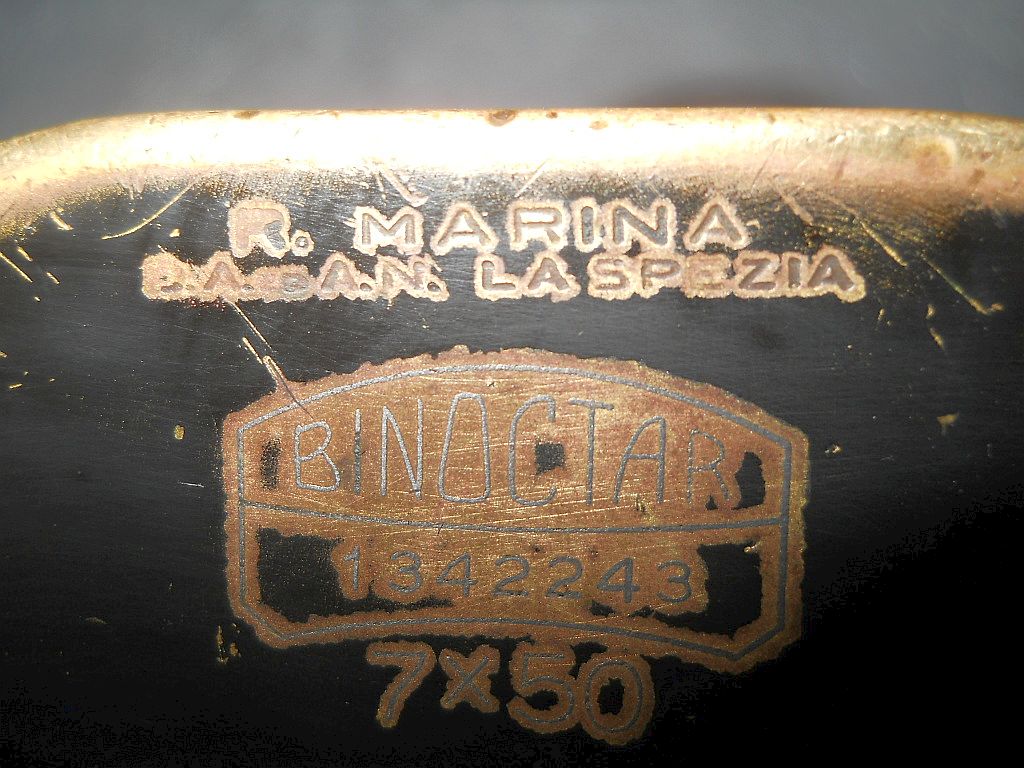 R. MARINA
LA SPEZIA
BINOCTAR
1342243
7x50